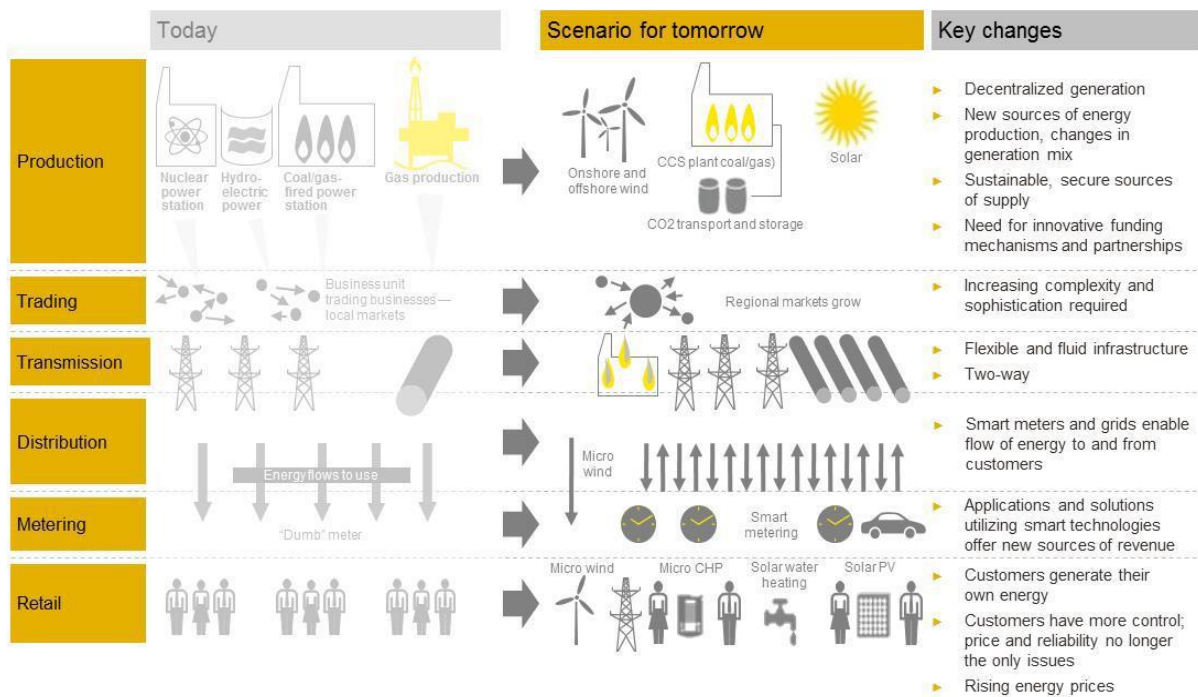 Today
Scenario for tomorrow
Key changes
Production
Nuclear
power
station
Hydro-
electric
power
Coal/gas-
fired power
station
Gas production
Onshore and
offshore wind
CCS plant coal/gas)
Solar
CO2 transport and storage
► Decentralized generation
► New sources of energy
production, changes in
generation mix
► Sustainable, secure sources
of supply
► Need for innovative funding
mechanisms and partnerships
Trading
Business unit
trading businesses—
local markets
Regional markets grow
► Increasing complexity and
sophistication required
Transmission
► Flexible and fluid infrastructure
► Two-way
Distribution
Energy flows to use
Micro
wind
► Smart meters and grids enable
flow of energy to and from
customers
Metering
“Dumb” meter
Smart
metering
► Applications and solutions
utilizing smart technologies
offer new sources of revenue
Retail
Micro wind
Micro CHP
Solar water
heating
Solar PV
► Customers generate their
own energy
► Customers have more control;
price and reliability no longer
the only issues
► Rising energy prices